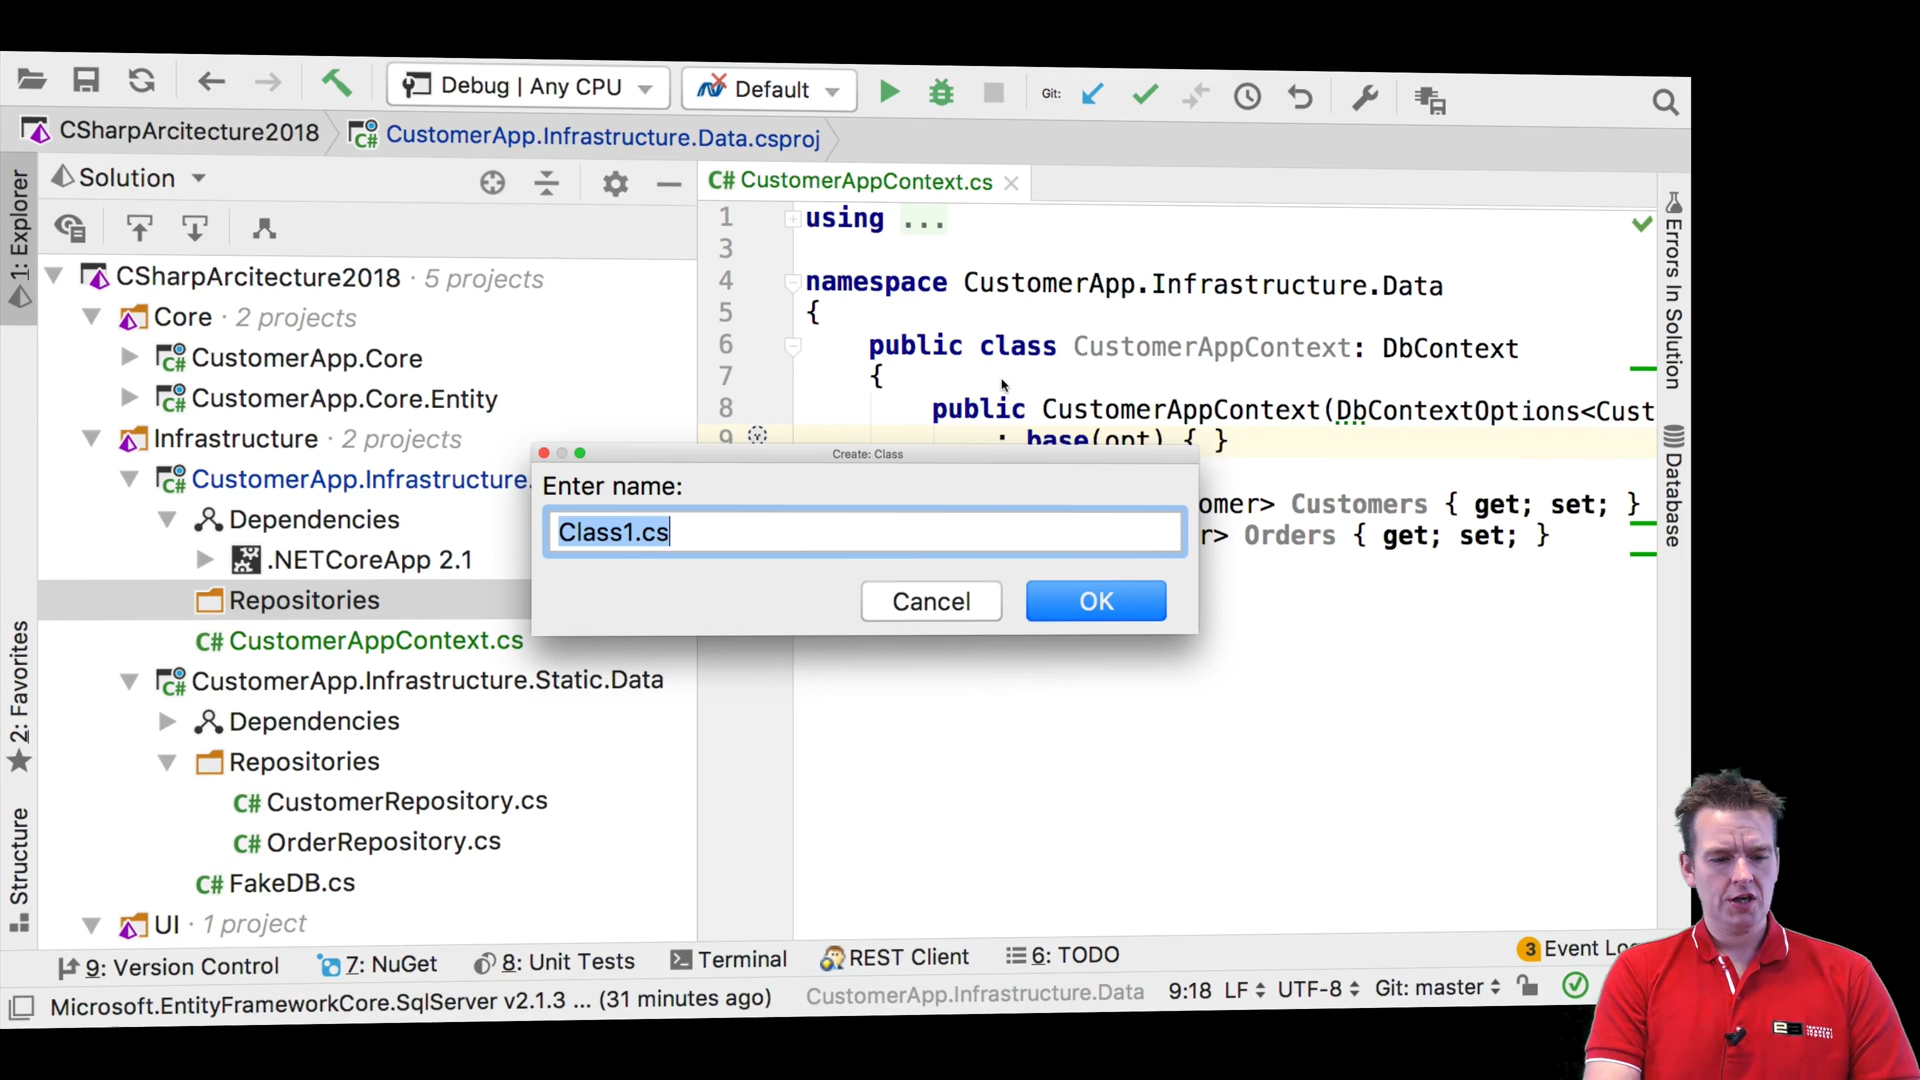 Debug | Any CPU
Default
Git:
CSharpArcitecture2018
CustomerApp.Infrastructure.Data.csproj
1: Explorer
Solution
C# CustomerAppContext.cs
CSharpArcitecture2018 · 5 projects
Core · 2 projects
CustomerApp.Core
CustomerApp.Core.Entity
Infrastructure · 2 projects
CustomerApp.Infrastructure.
Dependencies
.NETCoreApp 2.1
Repositories
C# CustomerAppContext.cs
CustomerApp.Infrastructure.Static.Data
Dependencies
Repositories
C# CustomerRepository.cs
C# OrderRepository.cs
C# FakeDB.cs
UI · 1 project
2: Favorites
Structure
1 using ...
3
4 namespace CustomerApp.Infrastructure.Data
5 {
6 public class CustomerAppContext: DbContext
7 {
8 public CustomerAppContext(DbContextOptions<Cust
9 : base(opt) { }
omer> Customers { get; set; }
r> Orders { get; set; }
Create: Class
Enter name:
Class1.cs
Cancel
OK
Errors In Solution
Database
9: Version Control
7: NuGet
8: Unit Tests
Terminal
REST Client
6: TODO
3 Event Lo
Microsoft.EntityFrameworkCore.SqlServer v2.1.3 ... (31 minutes ago)
CustomerApp.Infrastructure.Data
9:18
LF
UTF-8
Git: master